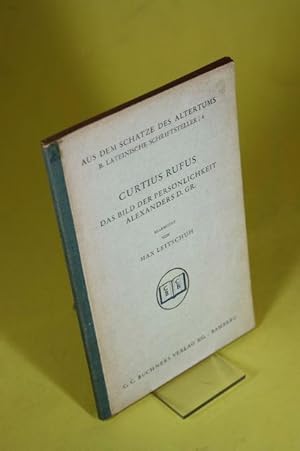 AUS DEM SCHATZE DES ALTERTUMS
B. LATEINISCHE SCHRIFTSTELLER / 4
CURTIUS RUFUS
DAS BILD DER PERSÖNLICHKEIT
ALEXANDERS D. GR.
BEARBEITET
VON
MAX LEITSCHUH
C. C. BUCHNERS VERLAG KG. · BAMBERG